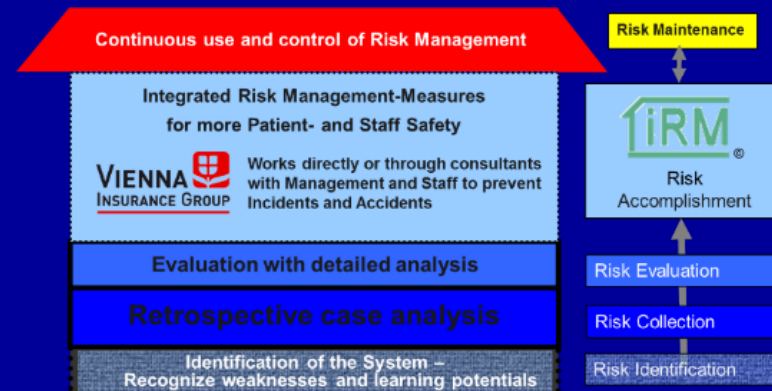 Continuous use and control of Risk Management
Risk Maintenance
Integrated Risk Management-Measures
for more Patient- and Staff Safety
VIENNA
INSURANCE GROUP
Works directly or through consultants
with Management and Staff to prevent
Incidents and Accidents
iRM
©
Risk
Accomplishment
Evaluation with detailed analysis
Risk Evaluation
Retrospective case analysis
Risk Collection
Identification of the System –
Recognize weaknesses and learning potentials
Risk Identification